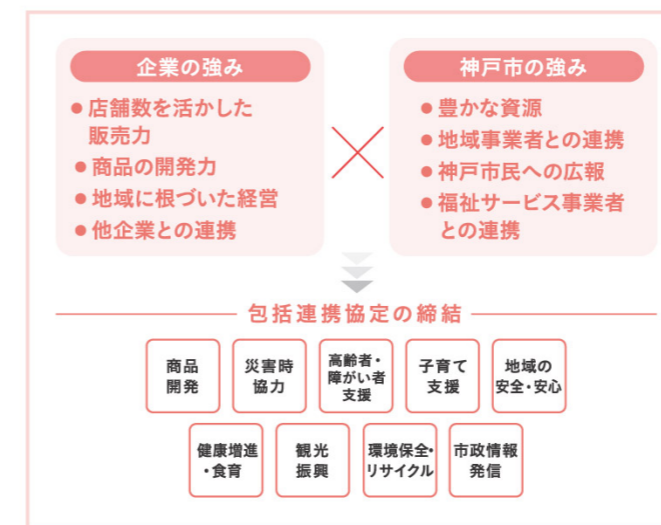 企業の強み
● 店舗数を活かした
販売力
● 商品の開発力
● 地域に根づいた経営
● 他企業との連携
神戸市の強み
● 豊かな資源
● 地域事業者との連携
● 神戸市民への広報
● 福祉サービス事業者
との連携
包括連携協定の締結
商品
開発
災害時
協力
高齢者・
障がい者
支援
子育て
支援
地域の
安全・安心
健康増進
・食育
観光
振興
環境保全・
リサイクル
市政情報
発信